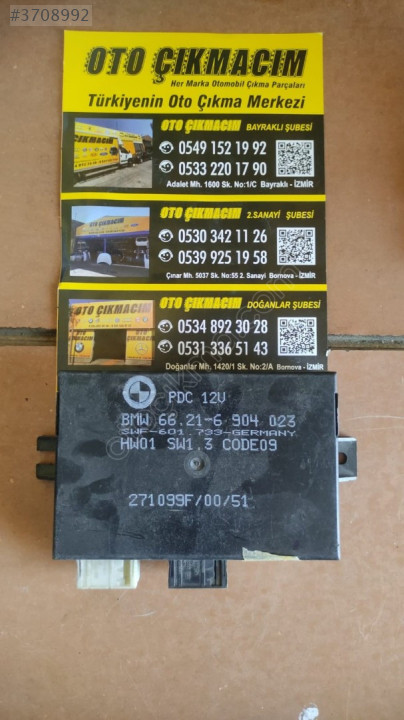 #3708992
OTO ÇIKMACIM
Her Marka Otomobil Çıkma Parçaları
Türkiyenin Oto Çıkma Merkezi
OTO ÇIKMACIM BAYRAKLI ŞUBESİ
0549 152 19 92
0533 220 17 90
Adalet Mh. 1600 Sk. No:1/C Bayraklı - İZMİR
OTO ÇIKMACIM 2.SANAYİ ŞUBESİ
0530 342 11 26
0539 925 19 58
Çınar Mh. 5037 Sk. No:55 2. Sanayi Bornova - İZMİR
OTO ÇIKMACIM DOĞANLAR ŞUBESİ
0534 892 30 28
0531 336 51 43
Doğanlar Mh. 1420/1 Sk. No:2/A Bornova - İZMİR
PDC 12V
BMW 66.21-6 904 023
SWF-601.733-GERMANY
HW01 SW1.3 CODE09
271099F/00/51